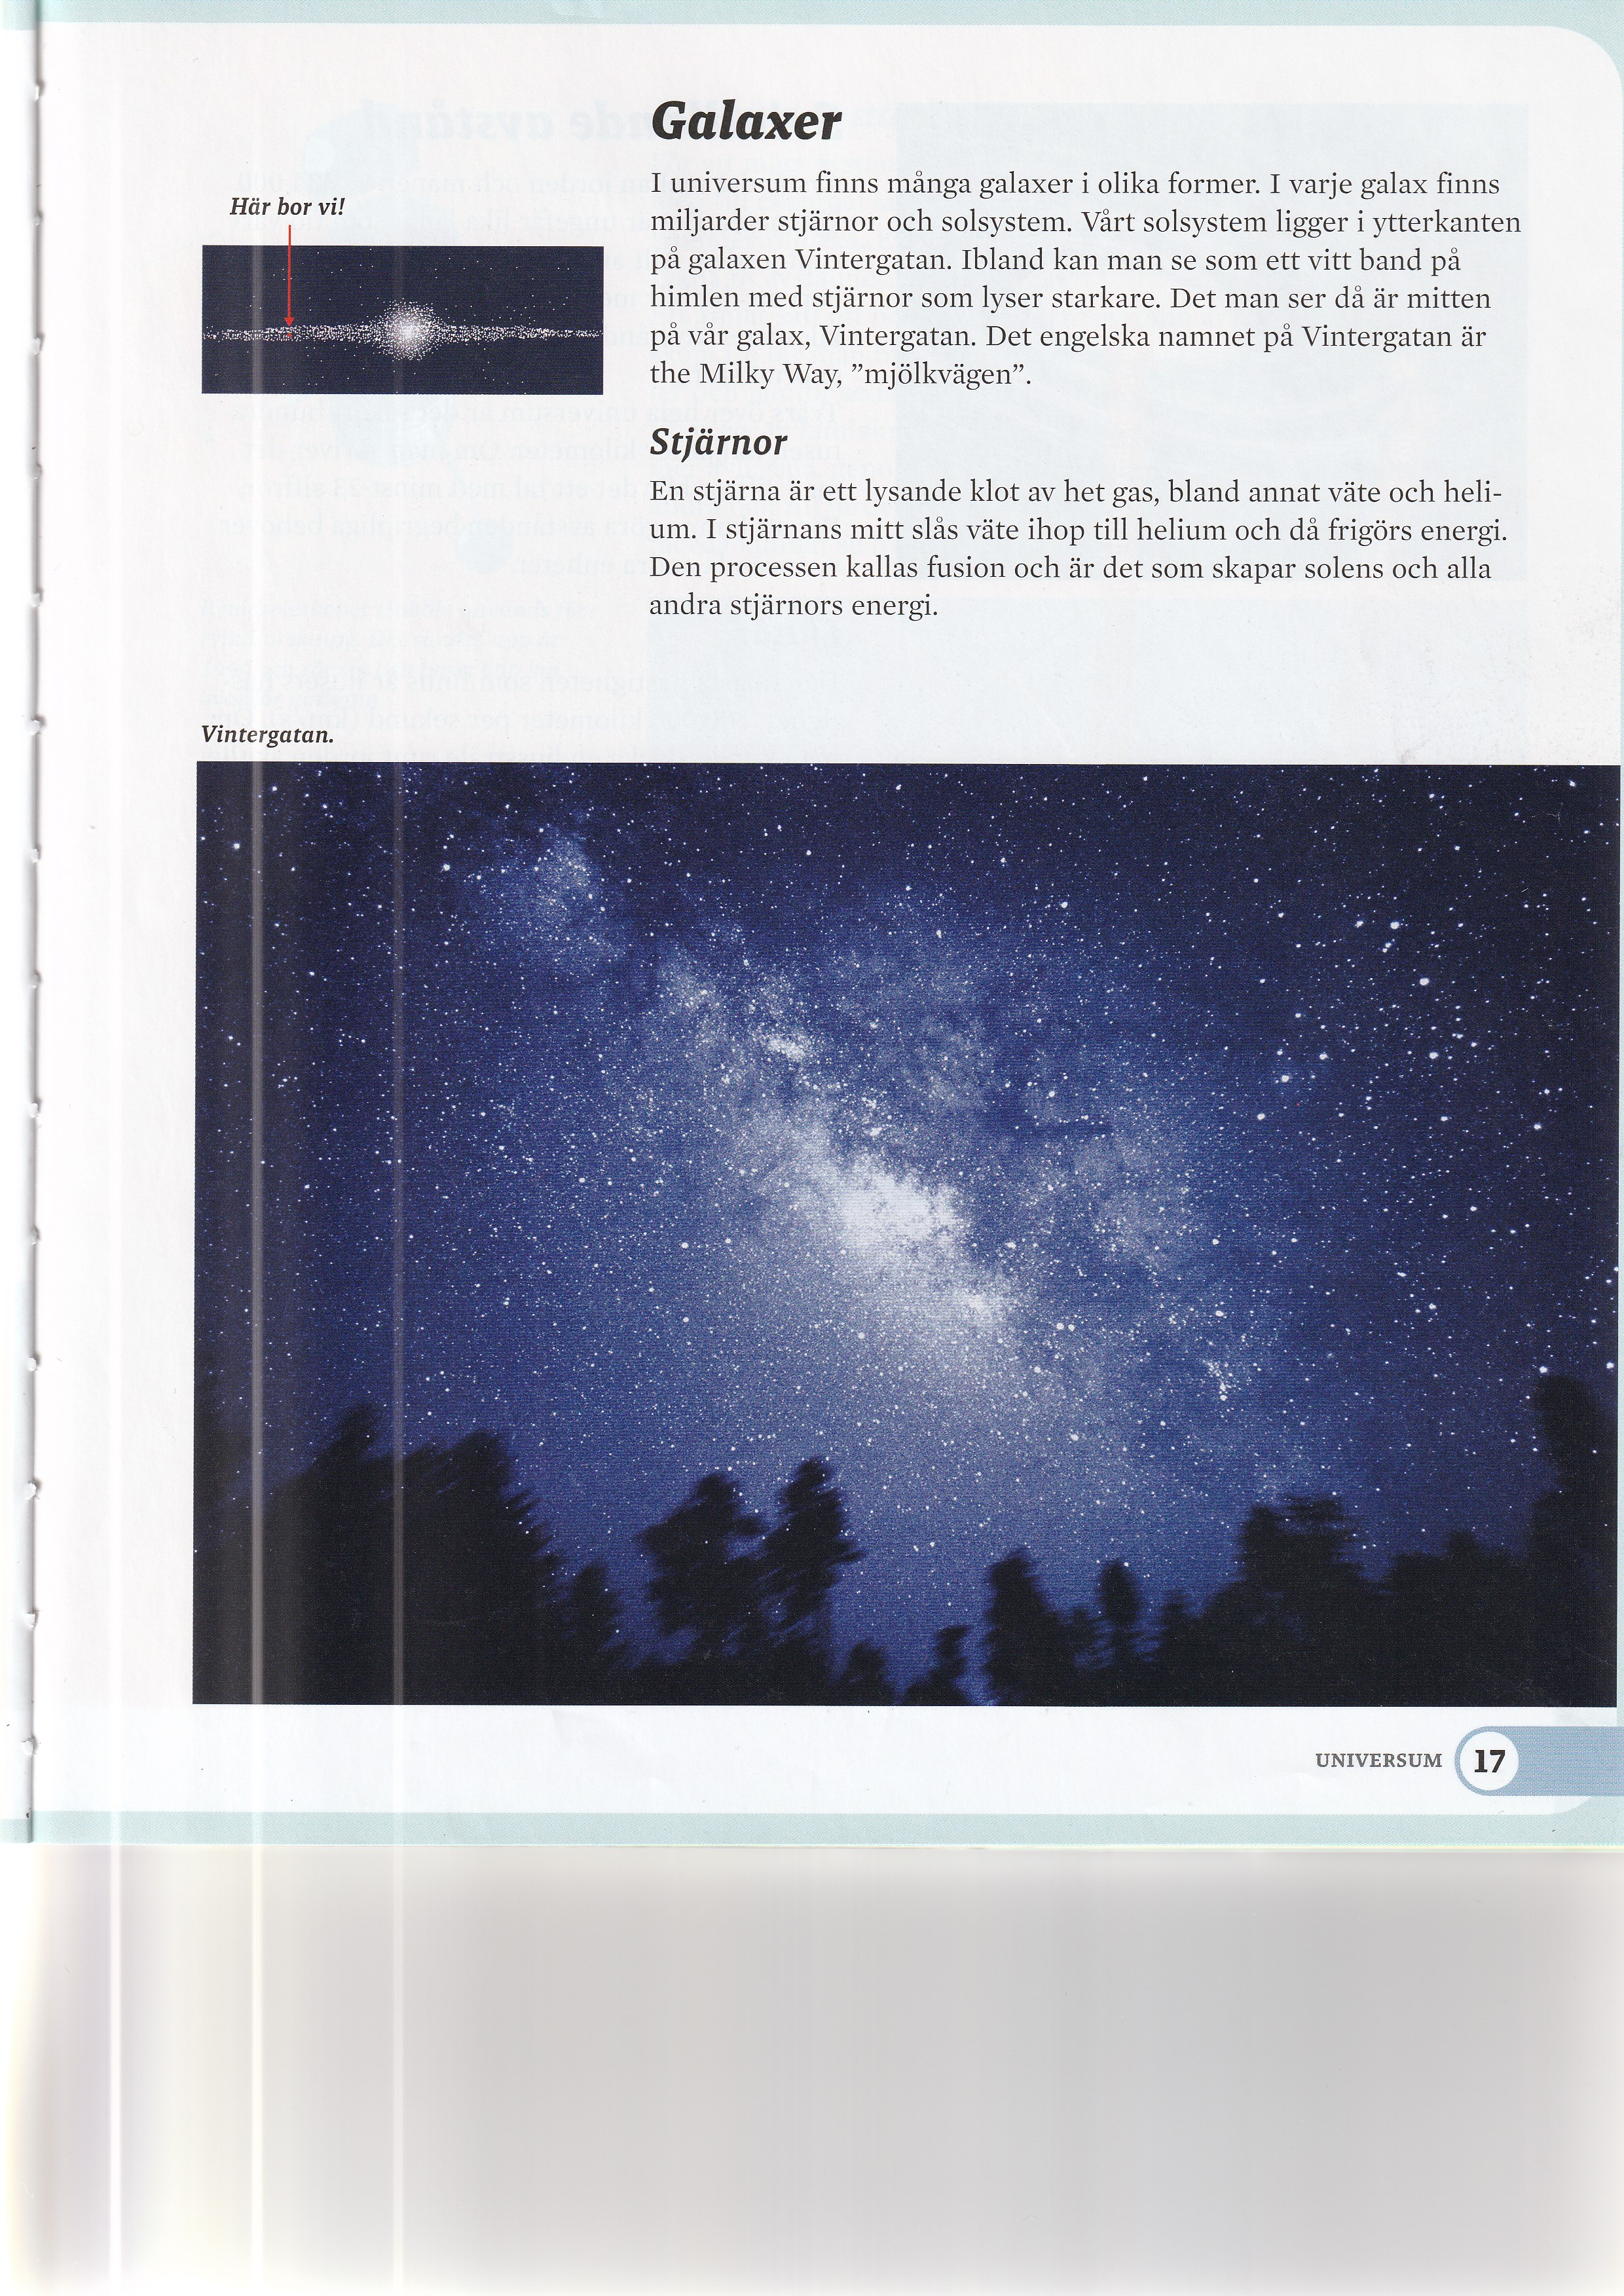 Galaxer
I universum finns många galaxer i olika former. I varje galax finns
miljarder stjärnor och solsystem. Vårt solsystem ligger i ytterkanten
på galaxen Vintergatan. Ibland kan man se som ett vitt band på
himlen med stjärnor som lyser starkare. Det man ser då är mitten
på vår galax, Vintergatan. Det engelska namnet på Vintergatan är
the Milky Way, ”mjölkvägen”.
Här bor vi!
Stjärnor
En stjärna är ett lysande klot av het gas, bland annat väte och heli-
um. I stjärnans mitt slås väte ihop till helium och då frigörs energi.
Den processen kallas fusion och är det som skapar solens och alla
andra stjärnors energi.
Vintergatan.
UNIVERSUM 17